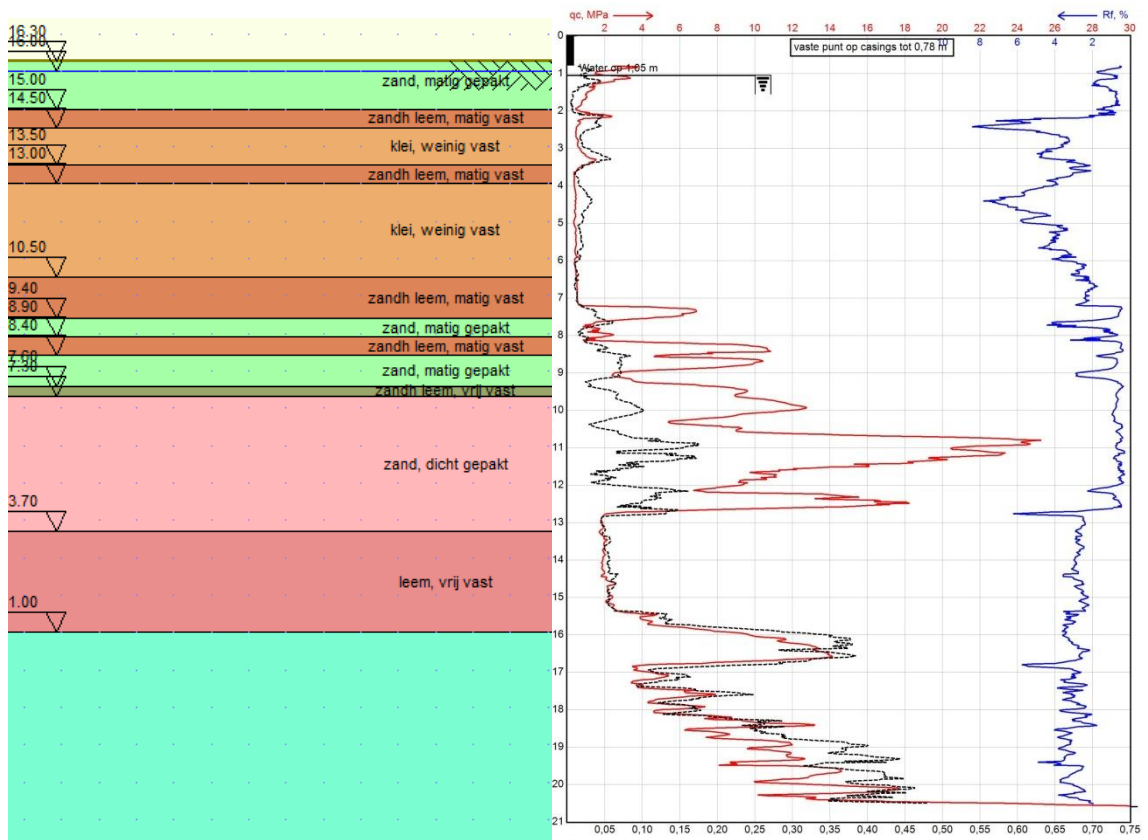 16.30
16.00
15.00
zand, matig gepakt
14.50
zandh leem, matig vast
13.50
klei, weinig vast
13.00
zandh leem, matig vast
klei, weinig vast
10.50
9.40
zandh leem, matig vast
8.90
8.40
zand, matig gepakt
zandh leem, matig vast
7.30
zand, matig gepakt
zandh leem, vrij vast
zand, dicht gepakt
3.70
leem, vrij vast
1.00
qc, MPa
Rf, %
2 4 6 8 10 12 14 16 18 20 22 24 26 28 30
10 8 6 4 2
vaste punt op casings tot 0,78 m
Water op 1,05 m
0
1
2
3
4
5
6
7
8
9
10
11
12
13
14
15
16
17
18
19
20
21
0,05 0,10 0,15 0,20 0,25 0,30 0,35 0,40 0,45 0,50 0,55 0,60 0,65 0,70 0,75